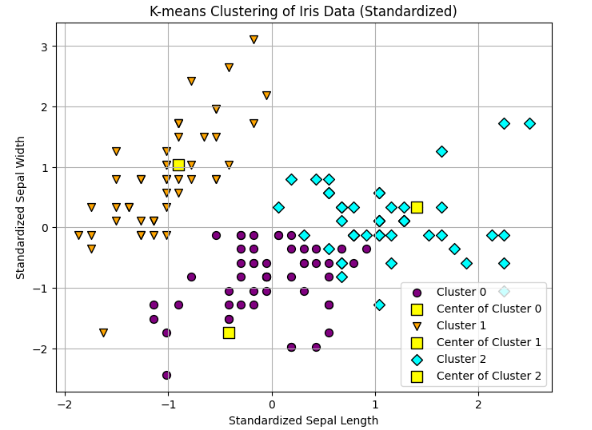 K-means Clustering of Iris Data (Standardized)
3
2
1
0
−1
−2
Standardized Sepal Width
Cluster 0
Center of Cluster 0
Cluster 1
Center of Cluster 1
Cluster 2
Center of Cluster 2
−2 −1 0 1 2
Standardized Sepal Length